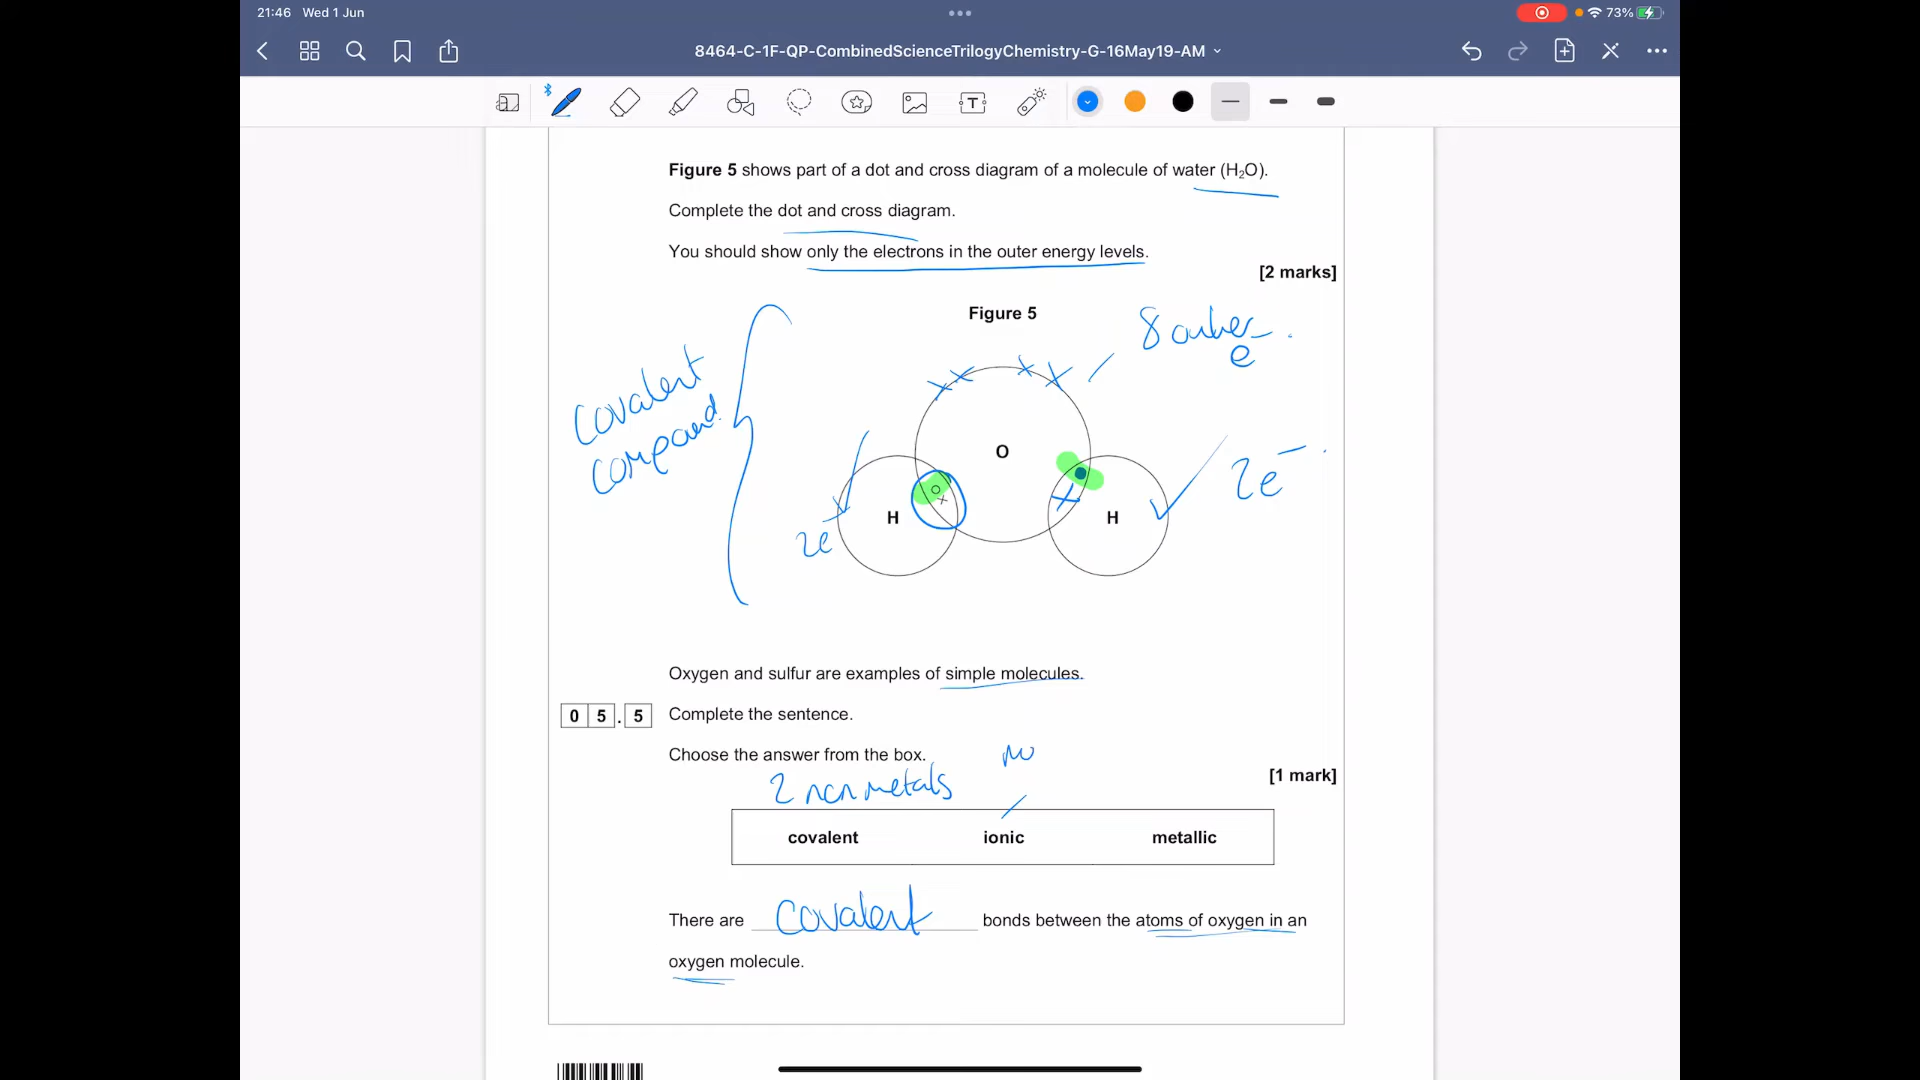 21:46 Wed 1 Jun
73%
8464-C-1F-QP-CombinedScienceTrilogyChemistry-G-16May19-AM
T
Figure 5 shows part of a dot and cross diagram of a molecule of water (H₂O).
Complete the dot and cross diagram.
You should show only the electrons in the outer energy levels.
[2 marks]
Figure 5
8 outer
e⁻
covalent
compound.
O
H
H
2e⁻
2e
Oxygen and sulfur are examples of simple molecules.
0 5 . 5 Complete the sentence.
Choose the answer from the box.
[1 mark]
2 non metals
covalent ionic metallic
There are covalent bonds between the atoms of oxygen in an
oxygen molecule.